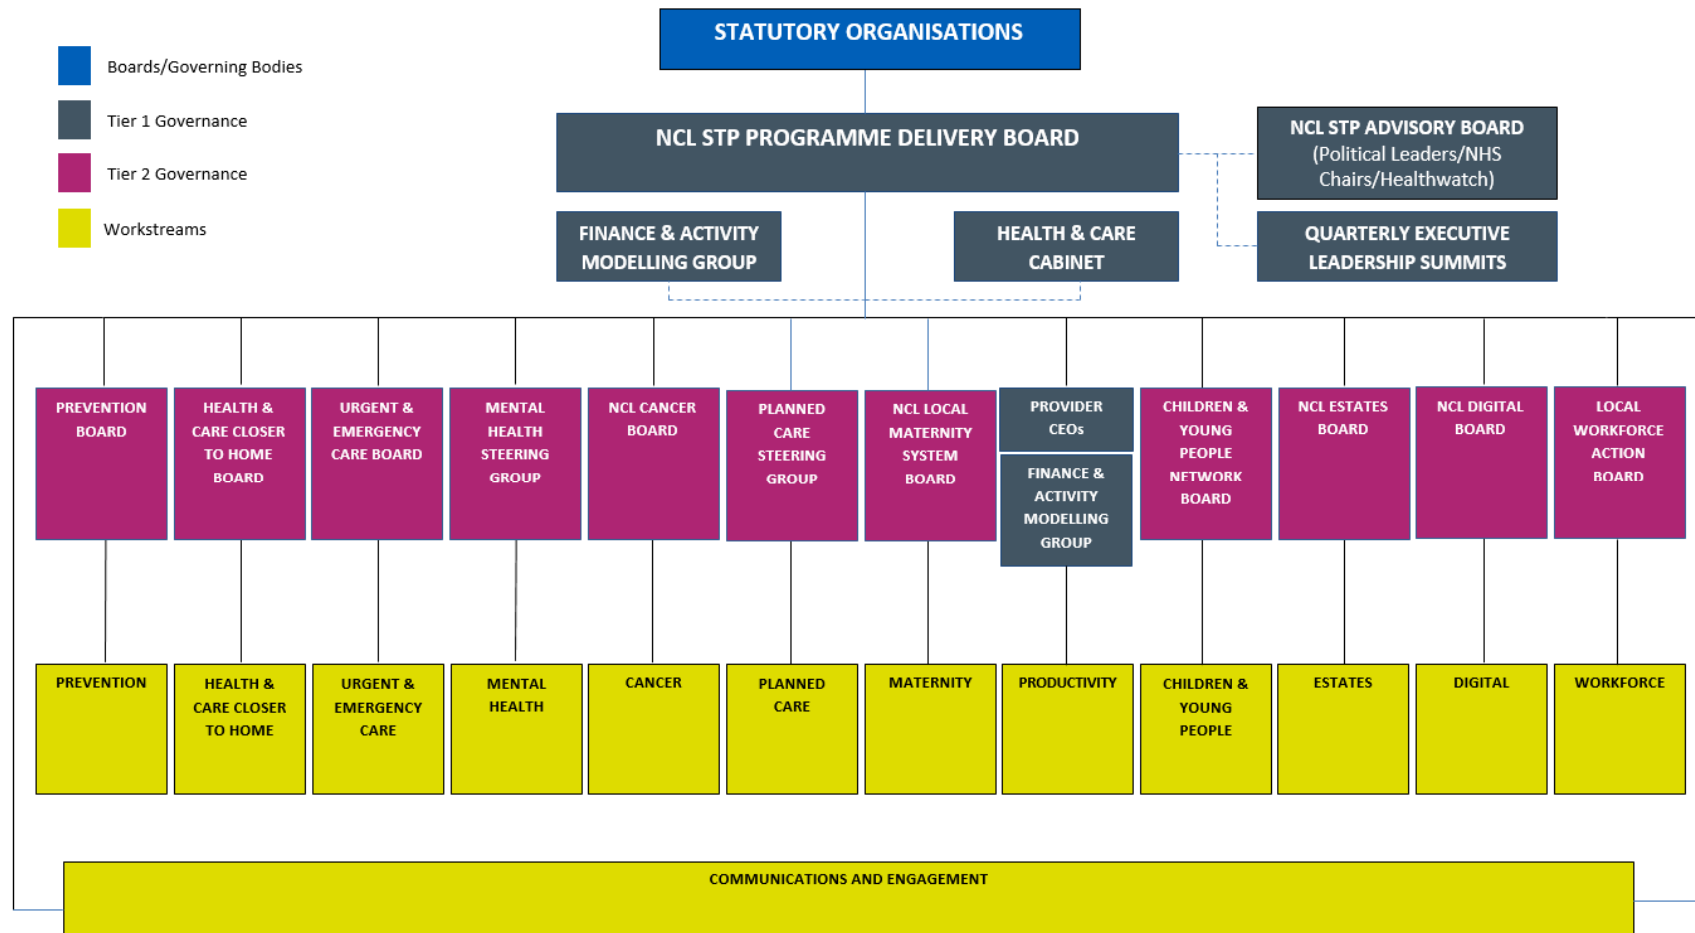 STATUTORY ORGANISATIONS
Boards/Governing Bodies
Tier 1 Governance
Tier 2 Governance
Workstreams
NCL STP PROGRAMME DELIVERY BOARD
NCL STP ADVISORY BOARD
(Political Leaders/NHS
Chairs/Healthwatch)
FINANCE & ACTIVITY
MODELLING GROUP
HEALTH & CARE
CABINET
QUARTERLY EXECUTIVE
LEADERSHIP SUMMITS
PREVENTION
BOARD
HEALTH &
CARE CLOSER
TO HOME
BOARD
URGENT &
EMERGENCY
CARE BOARD
MENTAL
HEALTH
STEERING
GROUP
NCL CANCER
BOARD
PLANNED
CARE
STEERING
GROUP
NCL LOCAL
MATERNITY
SYSTEM
BOARD
PROVIDER
CEOs
FINANCE &
ACTIVITY
MODELLING
GROUP
CHILDREN &
YOUNG
PEOPLE
NETWORK
BOARD
NCL ESTATES
BOARD
NCL DIGITAL
BOARD
LOCAL
WORKFORCE
ACTION
BOARD
PREVENTION
HEALTH &
CARE CLOSER
TO HOME
URGENT &
EMERGENCY
CARE
MENTAL
HEALTH
CANCER
PLANNED
CARE
MATERNITY
PRODUCTIVITY
CHILDREN &
YOUNG
PEOPLE
ESTATES
DIGITAL
WORKFORCE
COMMUNICATIONS AND ENGAGEMENT